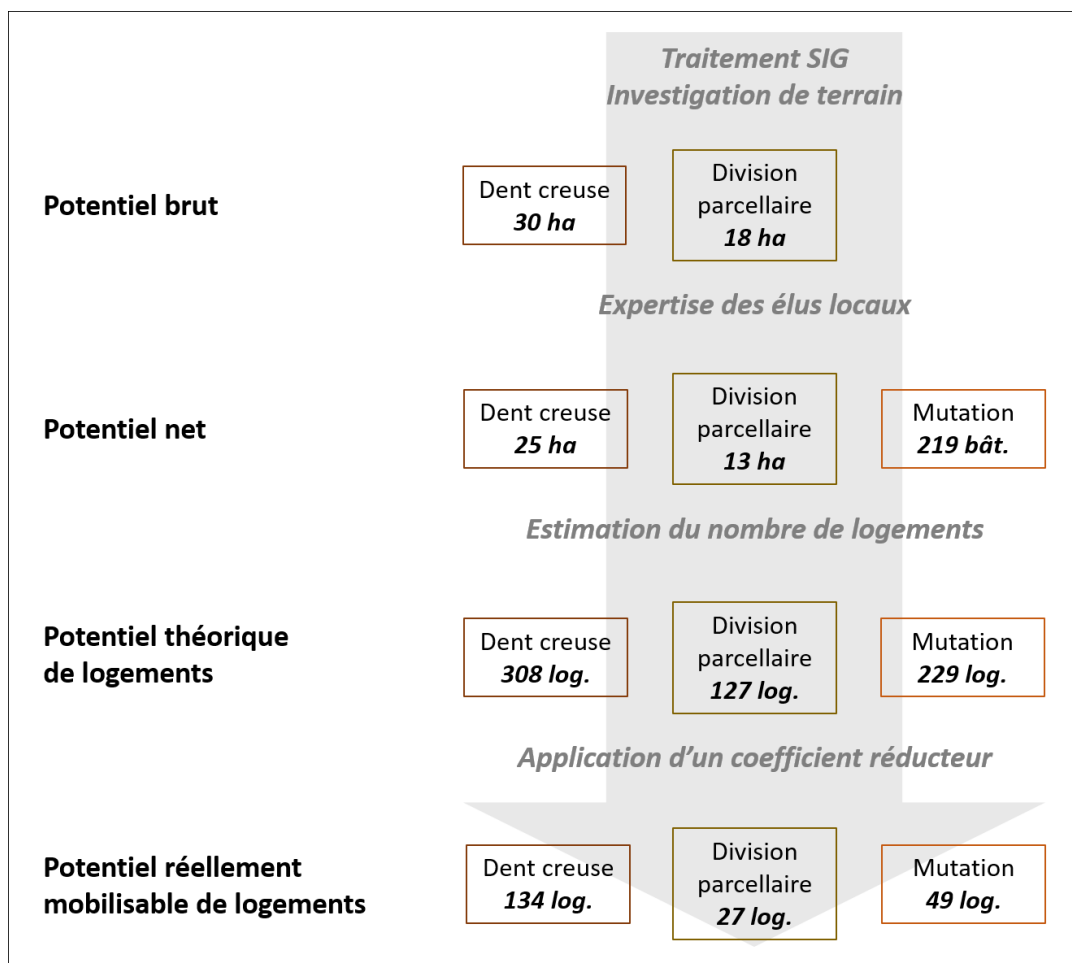 Traitement SIG
Investigation de terrain
Potentiel brut
Dent creuse
30 ha
Division
parcellaire
18 ha
Expertise des élus locaux
Potentiel net
Dent creuse
25 ha
Division
parcellaire
13 ha
Mutation
219 bât.
Estimation du nombre de logements
Potentiel théorique
de logements
Dent creuse
308 log.
Division
parcellaire
127 log.
Mutation
229 log.
Application d’un coefficient réducteur
Potentiel réellement
mobilisable de logements
Dent creuse
134 log.
Division
parcellaire
27 log.
Mutation
49 log.